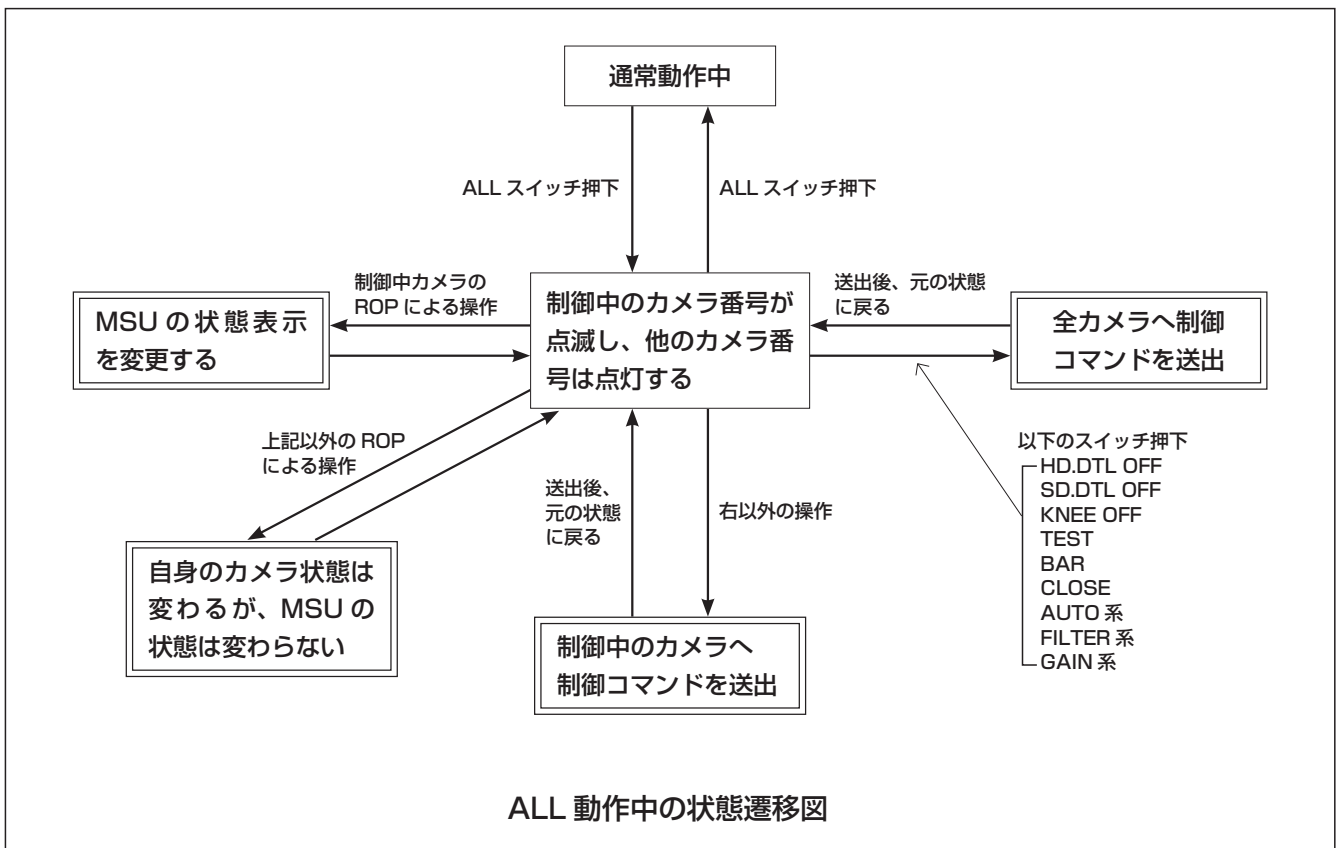 通常動作中
ALL スイッチ押下
ALL スイッチ押下
制御中カメラの
ROP による操作
送出後、元の状態
に戻る
MSU の状態表示
を変更する
制御中のカメラ番号が
点滅し、他のカメラ番
号は点灯する
全カメラへ制御
コマンドを送出
上記以外の ROP
による操作
送出後、
元の状態
に戻る
右以外の操作
以下のスイッチ押下
HD.DTL OFF
SD.DTL OFF
KNEE OFF
TEST
BAR
CLOSE
AUTO 系
FILTER 系
GAIN 系
自身のカメラ状態は
変わるが、MSU の
状態は変わらない
制御中のカメラへ
制御コマンドを送出
ALL 動作中の状態遷移図